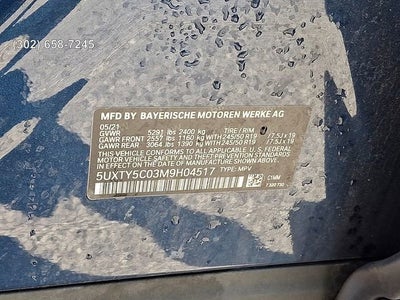 (302) 658-7245
MFD BY BAYERISCHE MOTOREN WERKE AG
05/21
GVWR 5291 lbs 2400 kg TIRE / RIM
GAWR FRONT 2557 lbs 1160 kg WITH 245/50 R19 /7.5J x 19
GAWR REAR 3064 lbs 1390 kg WITH 245/50 R19 /7.5J x 19
THIS VEHICLE CONFORMS TO ALL APPLICABLE U.S. FEDERAL
MOTOR VEHICLE SAFETY, BUMPER, AND THEFT PREVENTION
STANDARDS IN EFFECT ON THE DATE OF MANUFACTURE SHOWN ABOVE.
5UXTY5C03M9H04517 TYPE: MPV
C1MM